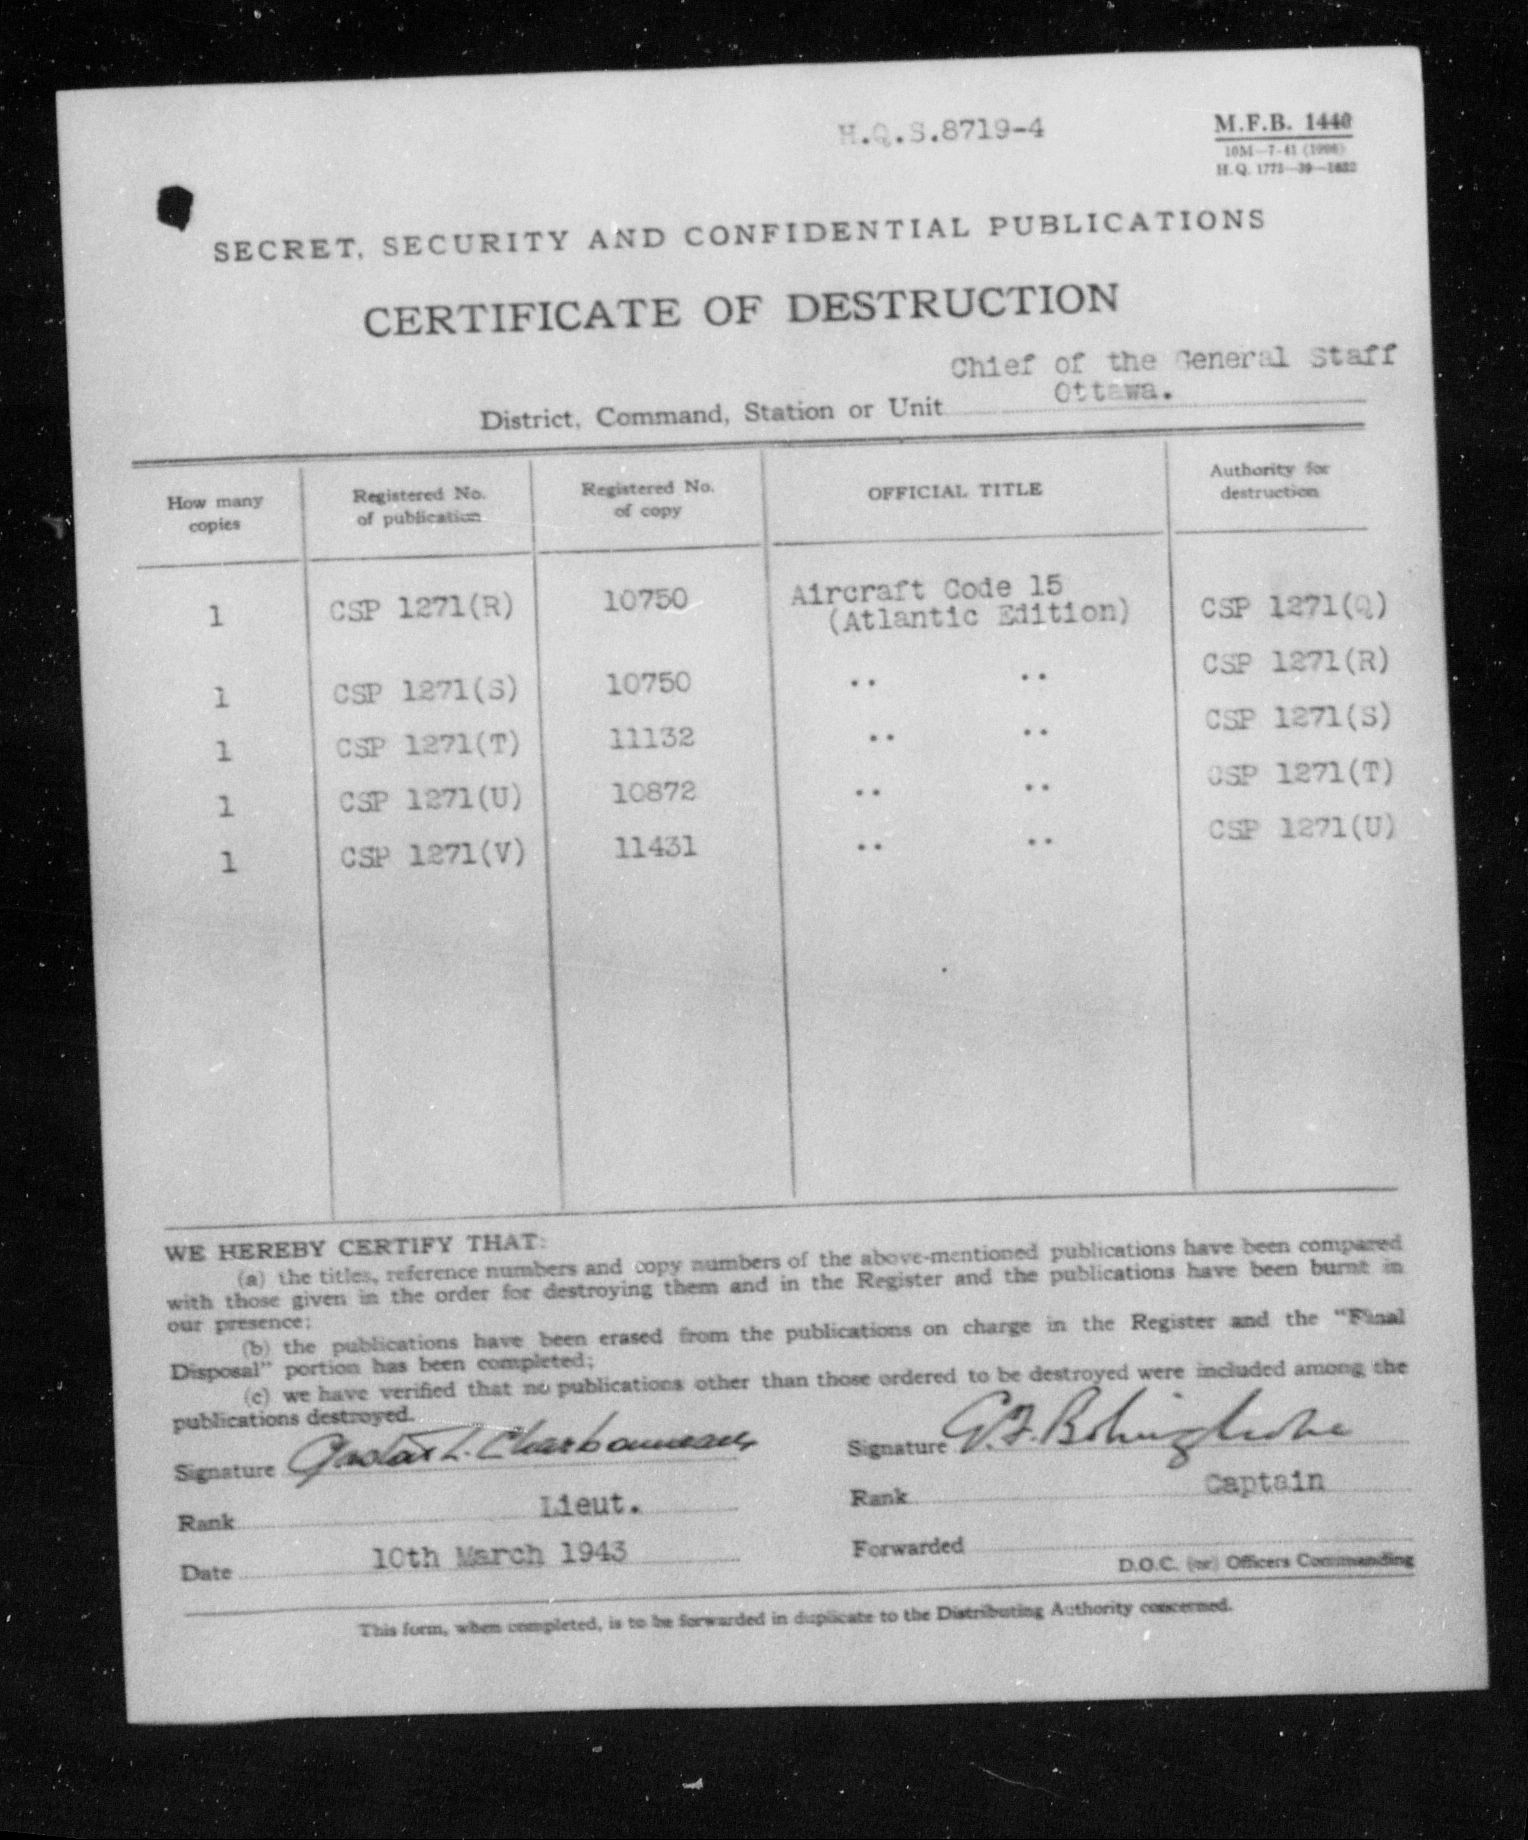 H.Q.S.8719-4
M.F.B. 1440
10M—7-41
H.Q. 1772—39—1632
SECRET, SECURITY AND CONFIDENTIAL PUBLICATIONS
CERTIFICATE OF DESTRUCTION
Chief of the General Staff
Ottawa.
District, Command, Station or Unit
How many copies | Registered No. of publication | Registered No. of copy | OFFICIAL TITLE | Authority for destruction
1 CSP 1271(R) 10750 Aircraft Code 15 (Atlantic Edition) CSP 1271(Q)
1 CSP 1271(S) 10750 .. .. CSP 1271(R)
1 CSP 1271(T) 11132 .. .. CSP 1271(S)
1 CSP 1271(U) 10872 .. .. CSP 1271(T)
1 CSP 1271(V) 11431 .. .. CSP 1271(U)
WE HEREBY CERTIFY THAT:
(a) the titles, reference numbers and copy numbers of the above-mentioned publications have been compared
with those given in the order for destroying them and in the Register and the publications have been burnt in
our presence;
(b) the publications have been erased from the publications on charge in the Register and the "Final
Disposal" portion has been completed;
(c) we have verified that no publications other than those ordered to be destroyed were included among the
publications destroyed.
Signature L. Charbonneau
Signature
Rank Lieut.
Rank Captain
Date 10th March 1943
Forwarded
D.O.C. (or) Officers Commanding
This form, when completed, is to be forwarded in duplicate to the Distributing Authority concerned.